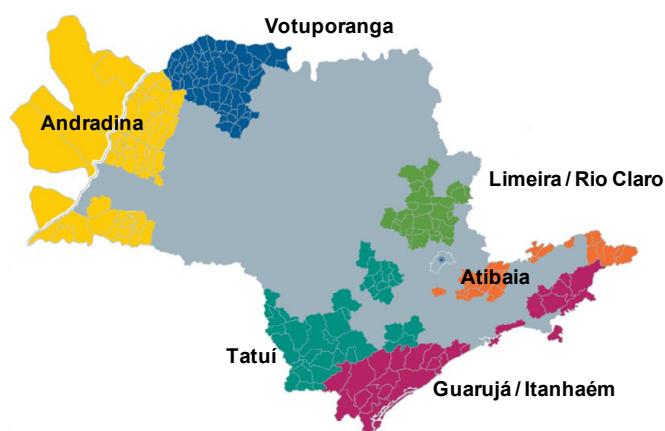 Votuporanga
Andradina
Limeira / Rio Claro
Atibaia
Tatuí
Guarujá / Itanhaém